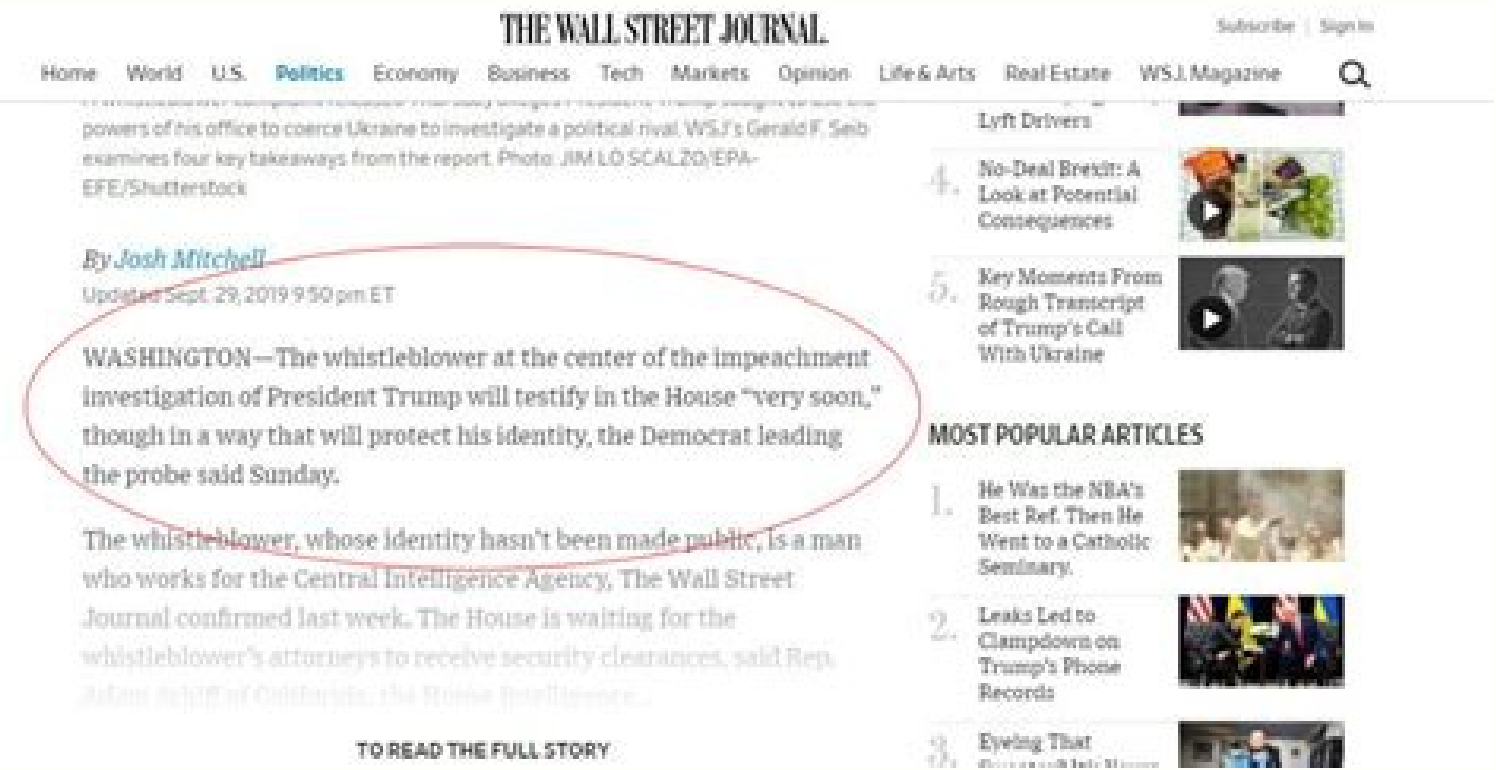 THE WALL STREET JOURNAL.
Subscribe | Sign In
Home World U.S. Politics Economy Business Tech Markets Opinion Life & Arts Real Estate WSJ. Magazine
powers of his office to coerce Ukraine to investigate a political rival. WSJ's Gerald F. Seib
examines four key takeaways from the report. Photo: JIM LO SCALZO/EPA-
EFE/Shutterstock
By Josh Mitchell
Updated Sept. 29, 2019 9:50 pm ET
WASHINGTON—The whistleblower at the center of the impeachment
investigation of President Trump will testify in the House “very soon,”
though in a way that will protect his identity, the Democrat leading
the probe said Sunday.
The whistleblower, whose identity hasn't been made public, is a man
who works for the Central Intelligence Agency, The Wall Street
Journal confirmed last week. The House is waiting for the
whistleblower's attorneys to receive security clearances, said Rep.
Adam Schiff of California, the House Intelligence...
TO READ THE FULL STORY
Lyft Drivers
4. No-Deal Brexit: A
Look at Potential
Consequences
5. Key Moments From
Rough Transcript
of Trump's Call
With Ukraine
MOST POPULAR ARTICLES
1. He Was the NBA's
Best Ref. Then He
Went to a Catholic
Seminary.
2. Leaks Led to
Clampdown on
Trump's Phone
Records
3. Eyeing That